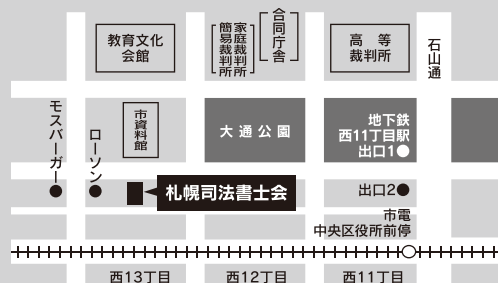 教育文化
会館
簡易裁判所
家庭裁判所
合同庁舎
高等
裁判所
石山通
モスバーガー
ローソン
市資料館
大通公園
地下鉄
西11丁目駅
出口1
札幌司法書士会
出口2
市電
中央区役所前停
西13丁目
西12丁目
西11丁目